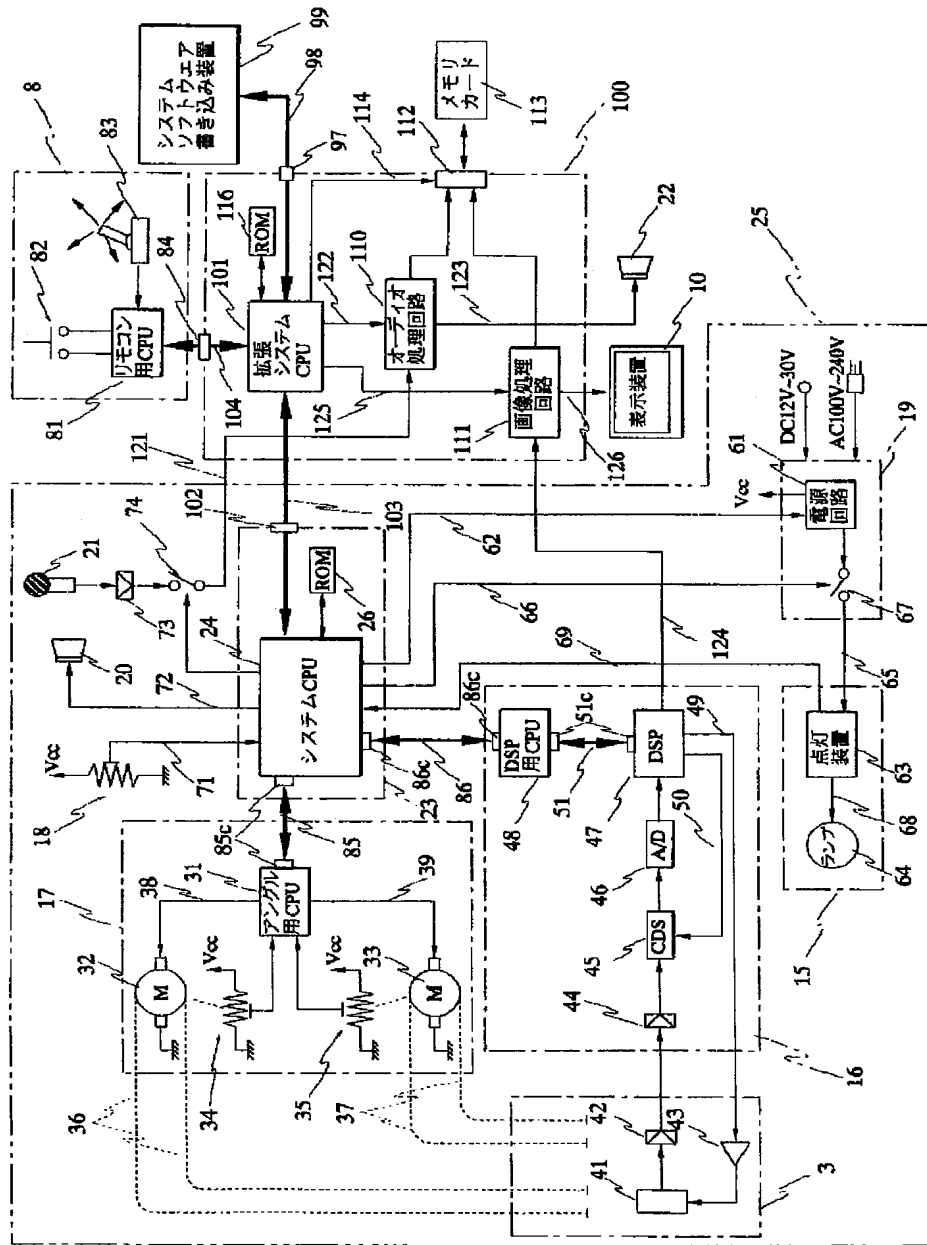 99
システム
ソフトウェア
書き込み装置
98
8
83
82
84
リモコン
用CPU
81
104
97
114
112
メモリ
カード
113
100
116
ROM
101
122
110
拡張
システム
CPU
オーディオ
処理回路
123
22
125
111
画像処理
回路
126
10
表示装置
25
121
102
103
62
21
74
73
24
ROM
26
20
72
システムCPU
66
Vcc
71
18
85c
85
86c
86
23
69
124
DC12V~30V
AC100V~240V
61
Vcc
電源
回路
19
67
65
17
38
31
アングル
用CPU
39
32
M
Vcc
34
Vcc
33
M
35
36
37
86c
DSP
用CPU
48
51c
51
DSP
47
49
50
A/D
46
CDS
45
44
16
点灯
装置
63
68
ランプ
64
15
42
43
41
3